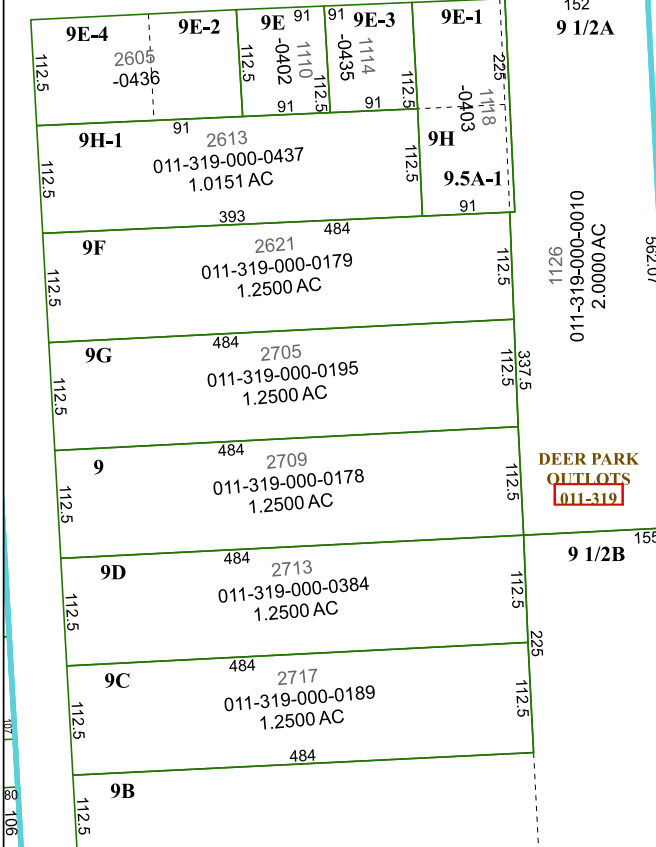 152
9E-4
9E-2
9E
91
91
9E-3
9E-1
9 1/2A
2605
-0436
112.5
112.5
-0402
1110
112.5
-0435
1114
112.5
225
91
91
-0403
1118
91
9H-1
2613
011-319-000-0437
1.0151 AC
112.5
112.5
9H
9.5A-1
91
393
484
9F
2621
011-319-000-0179
1.2500 AC
112.5
112.5
1126
011-319-000-0010
2.0000 AC
562.07
484
9G
2705
011-319-000-0195
1.2500 AC
112.5
112.5
337.5
484
9
2709
011-319-000-0178
1.2500 AC
112.5
112.5
DEER PARK
OUTLOTS
011-319
155
9 1/2B
484
9D
2713
011-319-000-0384
1.2500 AC
112.5
112.5
225
484
9C
2717
011-319-000-0189
1.2500 AC
112.5
112.5
484
9B
112.5
107
80
106